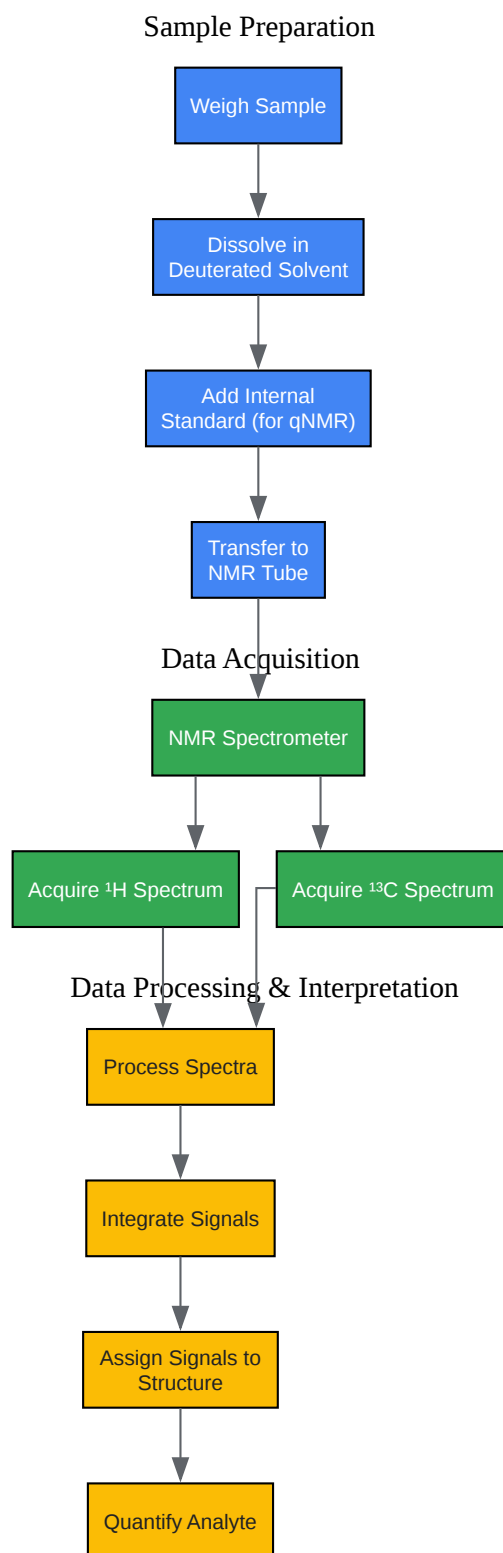 Sample Preparation
Weigh Sample
Dissolve in
Deuterated Solvent
Add Internal
Standard (for qNMR)
Transfer to
NMR Tube
Data Acquisition
NMR Spectrometer
Acquire ¹H Spectrum
Acquire ¹³C Spectrum
Data Processing & Interpretation
Process Spectra
Integrate Signals
Assign Signals to
Structure
Quantify Analyte